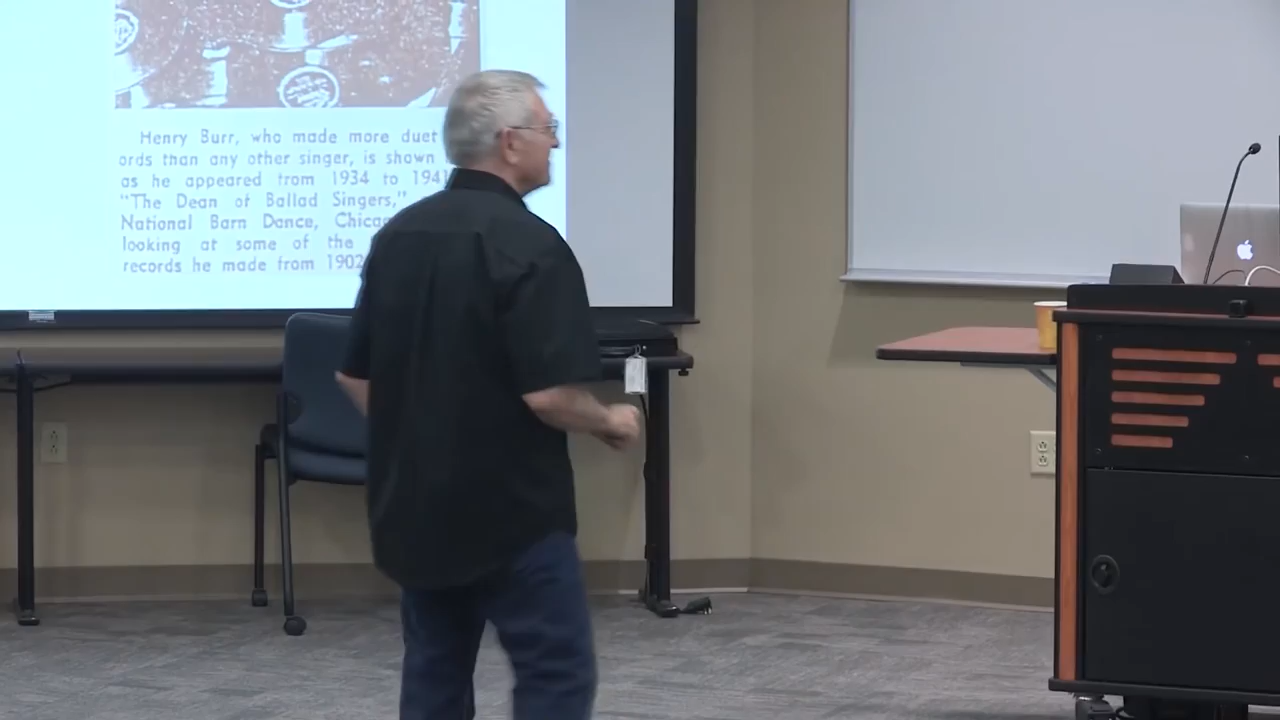 Henry Burr, who made more duet
ords than any other singer, is shown
as he appeared from 1934 to 1941
"The Dean of Ballad Singers,"
National Barn Dance, Chicag
looking at some of the
records he made from 1902